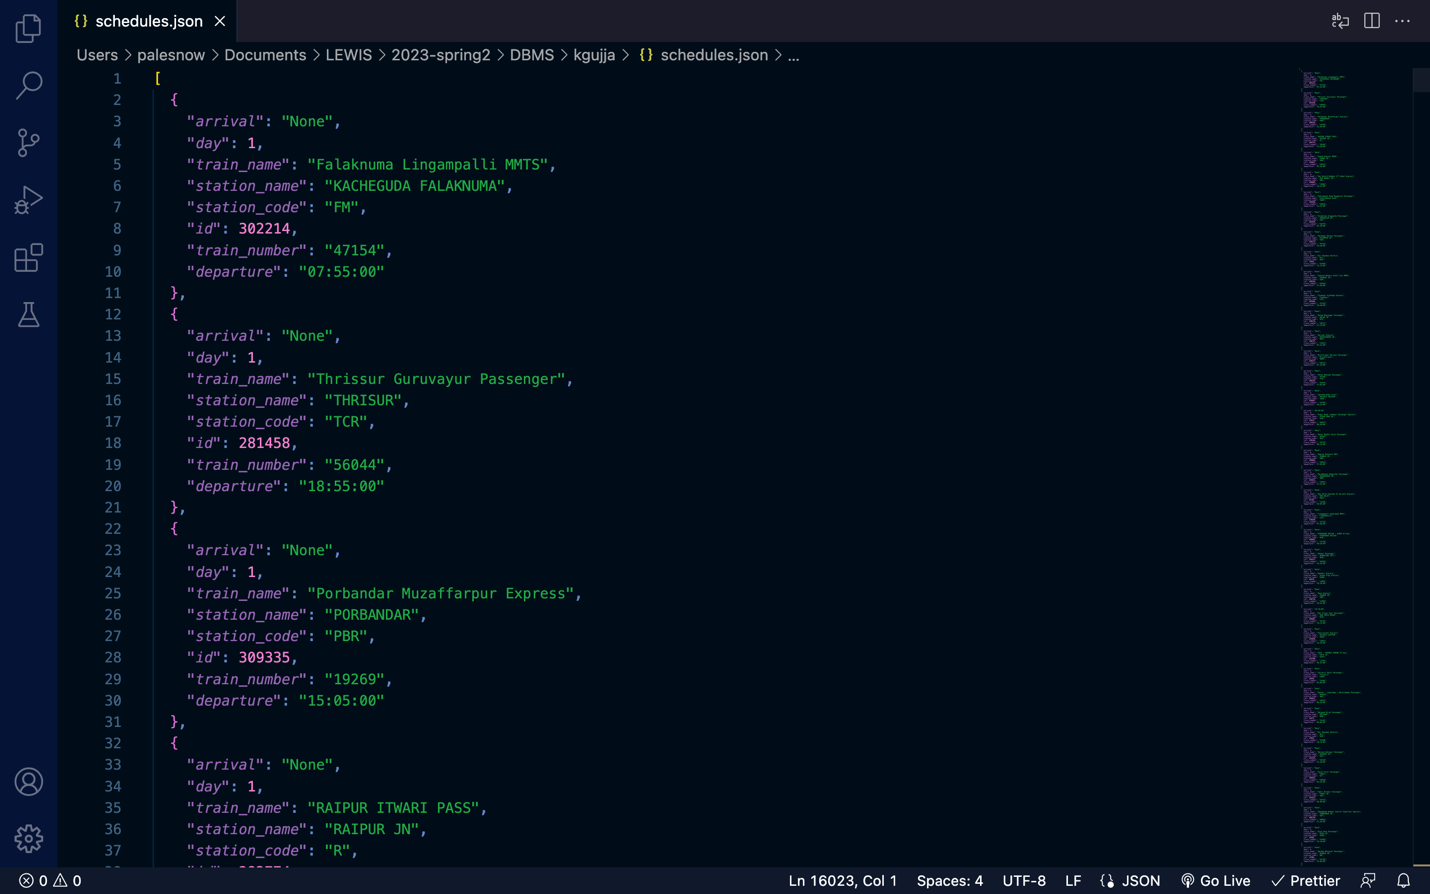 {} schedules.json ×
Users > palesnow > Documents > LEWIS > 2023-spring2 > DBMS > kgujja > {} schedules.json > ...
1 [
2 {
3 "arrival": "None",
4 "day": 1,
5 "train_name": "Falaknuma Lingampalli MMTS",
6 "station_name": "KACHEGUDA FALAKNUMA",
7 "station_code": "FM",
8 "id": 302214,
9 "train_number": "47154",
10 "departure": "07:55:00"
11 },
12 {
13 "arrival": "None",
14 "day": 1,
15 "train_name": "Thrissur Guruvayur Passenger",
16 "station_name": "THRISUR",
17 "station_code": "TCR",
18 "id": 281458,
19 "train_number": "56044",
20 "departure": "18:55:00"
21 },
22 {
23 "arrival": "None",
24 "day": 1,
25 "train_name": "Porbandar Muzaffarpur Express",
26 "station_name": "PORBANDAR",
27 "station_code": "PBR",
28 "id": 309335,
29 "train_number": "19269",
30 "departure": "15:05:00"
31 },
32 {
33 "arrival": "None",
34 "day": 1,
35 "train_name": "RAIPUR ITWARI PASS",
36 "station_name": "RAIPUR JN",
37 "station_code": "R",
0 0 Ln 16023, Col 1 Spaces: 4 UTF-8 LF {} JSON Go Live ✓ Prettier